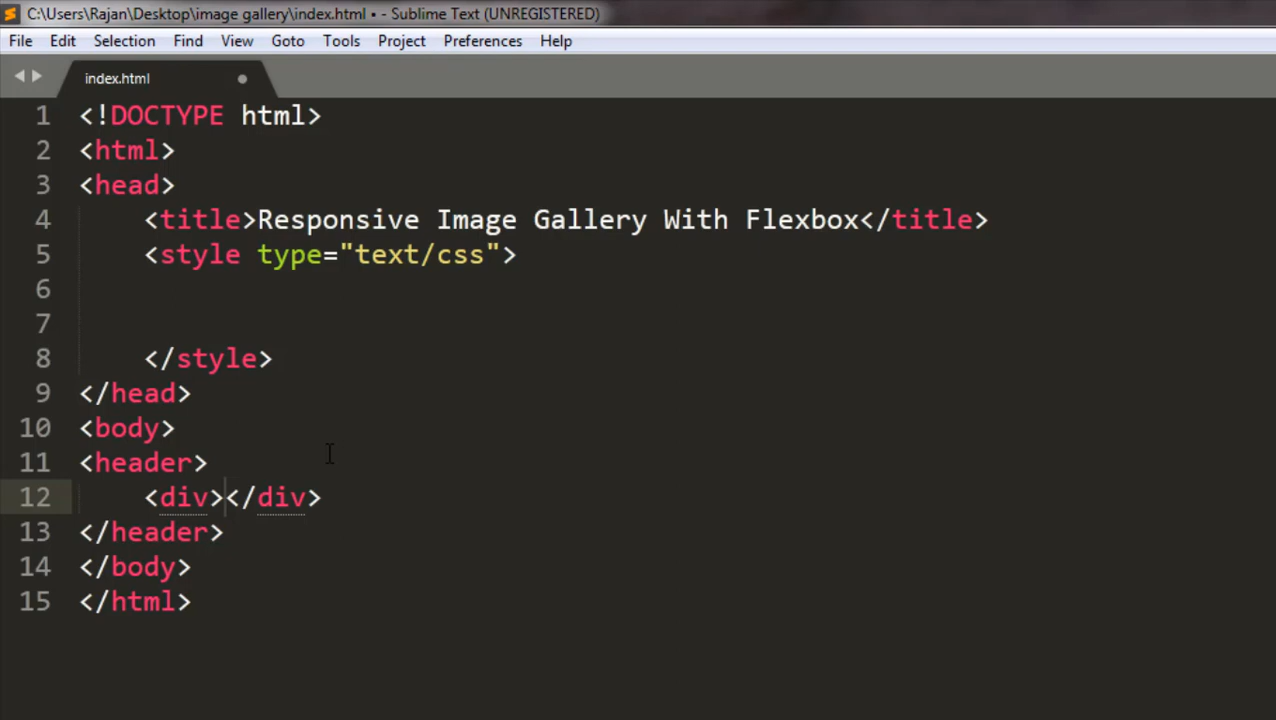 C:\Users\Rajan\Desktop\image gallery\index.html • - Sublime Text (UNREGISTERED)
File Edit Selection Find View Goto Tools Project Preferences Help
index.html
1 <!DOCTYPE html>
2 <html>
3 <head>
4 <title>Responsive Image Gallery With Flexbox</title>
5 <style type="text/css">
6
7
8 </style>
9 </head>
10 <body>
11 <header>
12 <div></div>
13 </header>
14 </body>
15 </html>